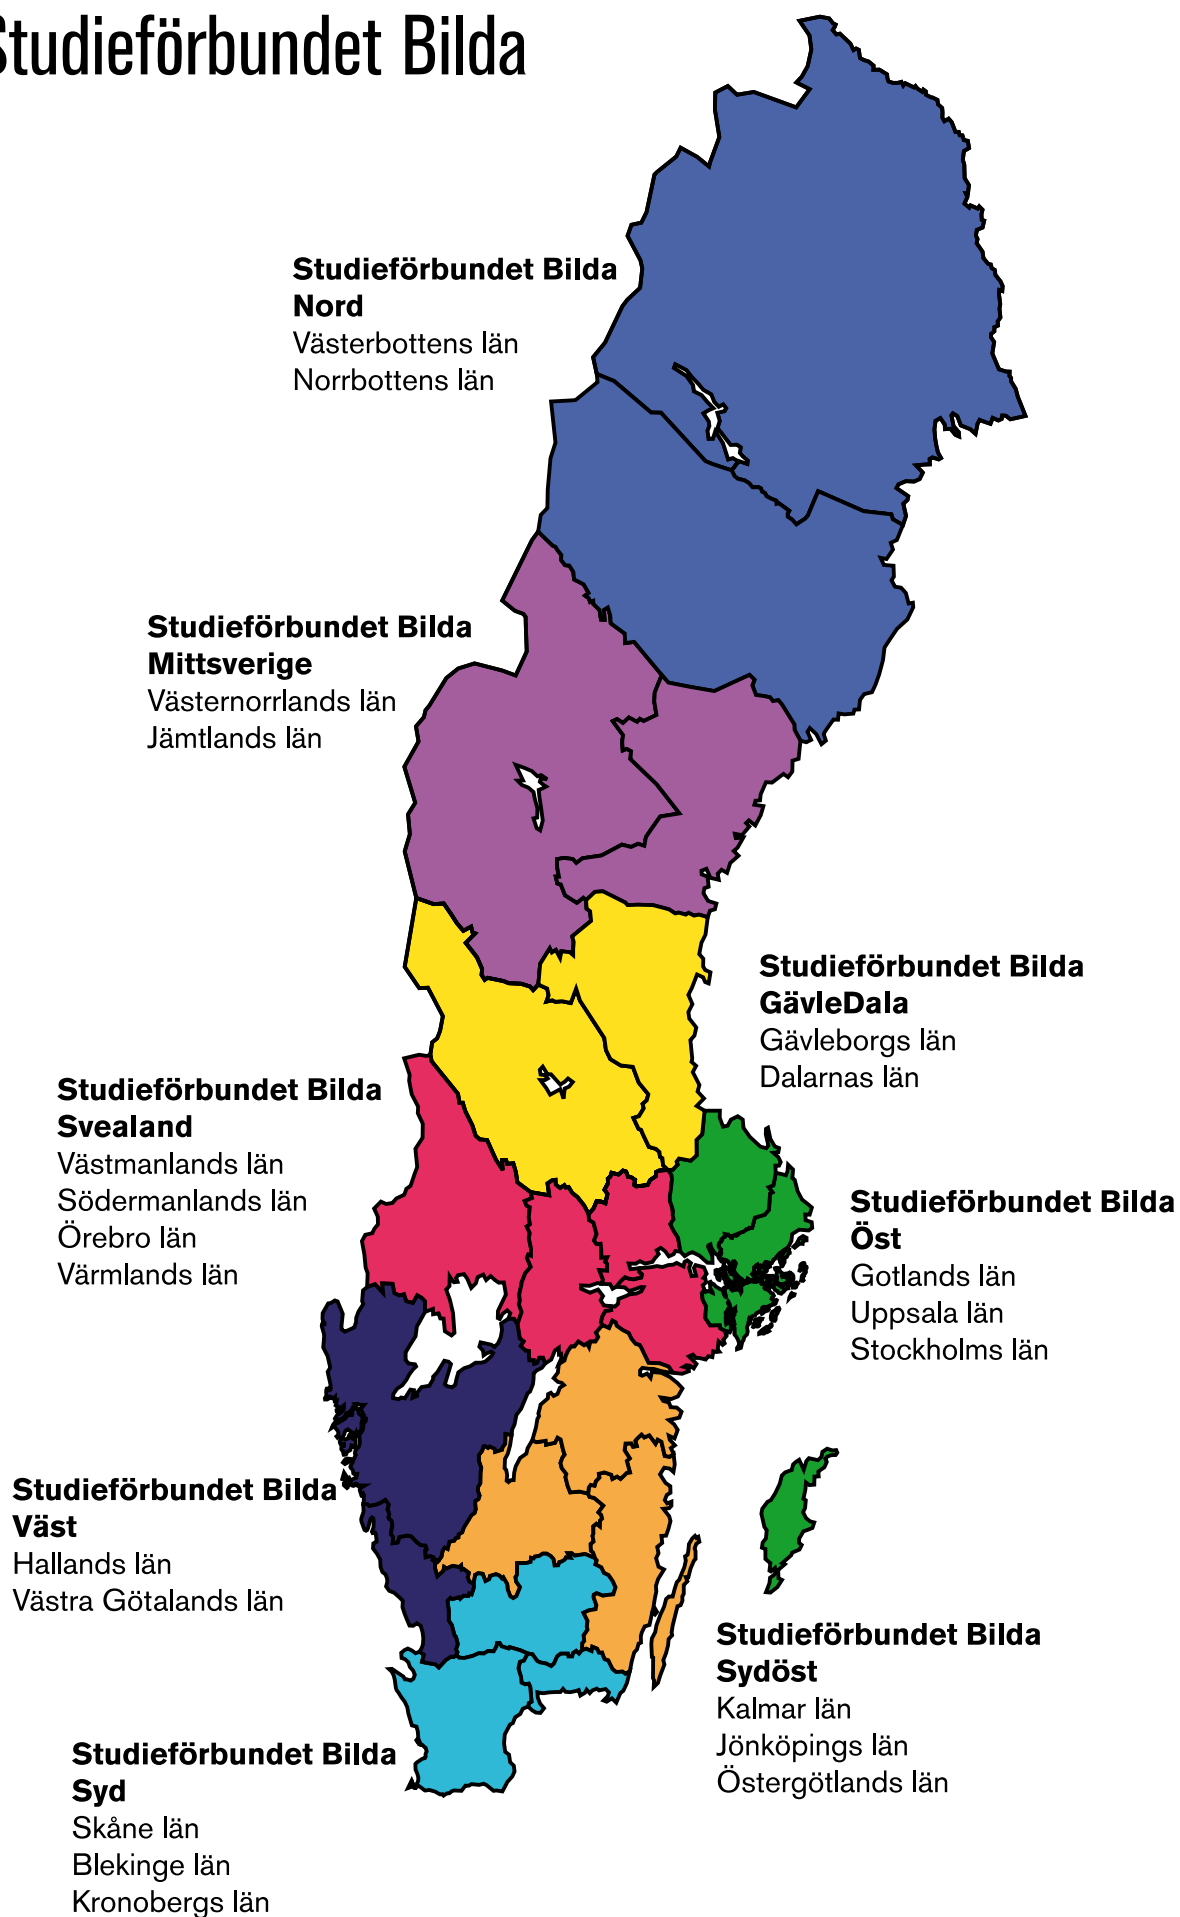 Studieförbundet Bilda
Studieförbundet Bilda
Nord
Västerbottens län
Norrbottens län
Studieförbundet Bilda
Mittsverige
Västernorrlands län
Jämtlands län
Studieförbundet Bilda
GävleDala
Gävleborgs län
Dalarnas län
Studieförbundet Bilda
Svealand
Västmanlands län
Södermanlands län
Örebro län
Värmlands län
Studieförbundet Bilda
Öst
Gotlands län
Uppsala län
Stockholms län
Studieförbundet Bilda
Väst
Hallands län
Västra Götalands län
Studieförbundet Bilda
Sydöst
Kalmar län
Jönköpings län
Östergötlands län
Studieförbundet Bilda
Syd
Skåne län
Blekinge län
Kronobergs län